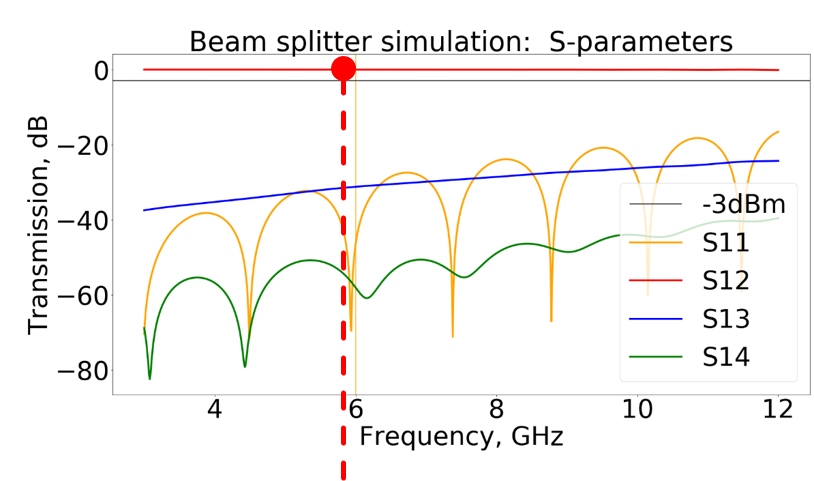 Beam splitter simulation:  S-parameters
0
−20
−40
−60
−80
Transmission, dB
4
6
8
10
12
Frequency, GHz
-3dBm
S11
S12
S13
S14